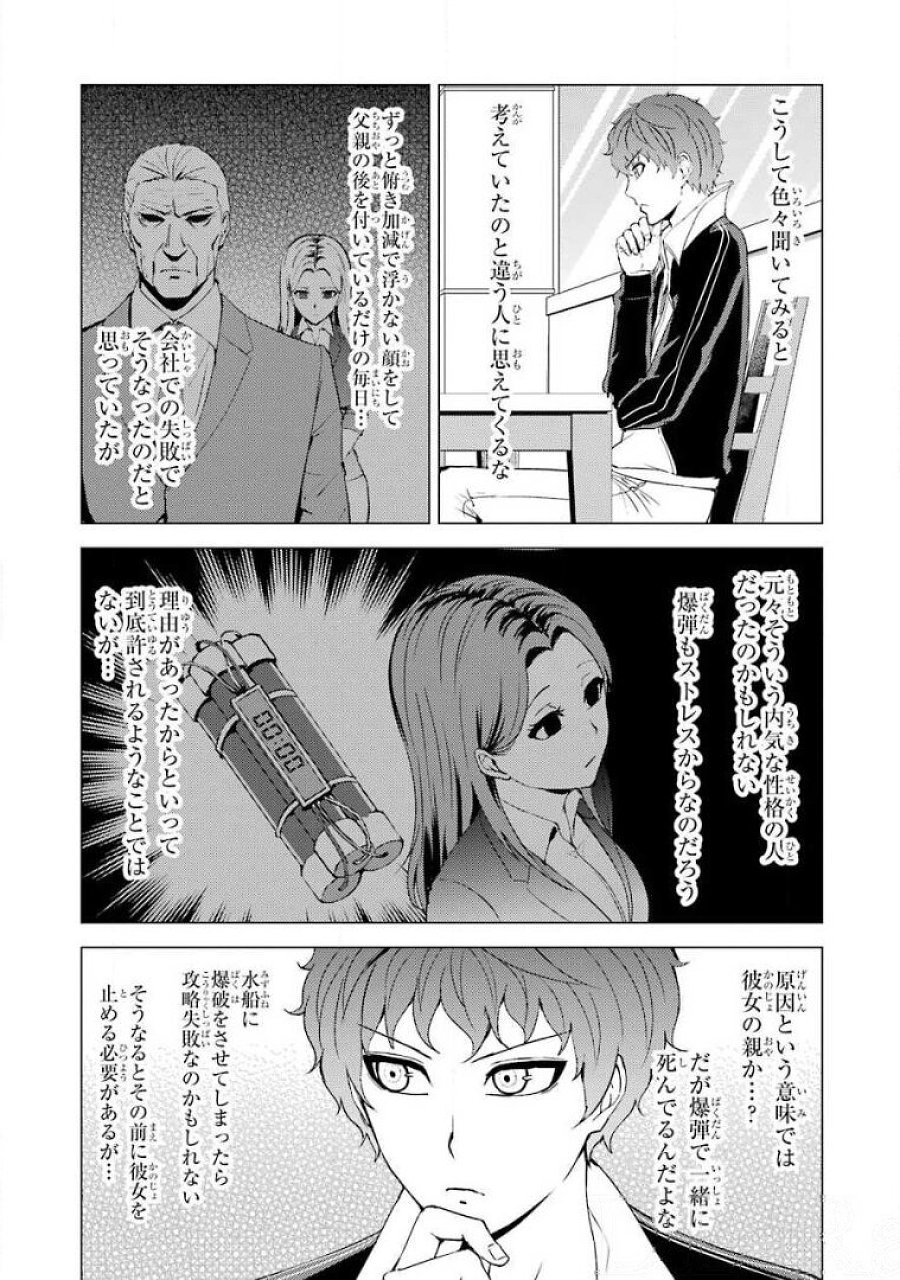 こうして色々聞いてみると
考えていたのと違う人に思えてくるな
ずっと俯き加減で浮かない顔をして
父親の後を付いているだけの毎日…
会社での失敗で
そうなったのだと
思っていたが
元々そういう内気な性格の人
だったのかもしれない
爆弾もストレスからなのだろう
理由があったからといって
到底許されるようなことでは
ないが…
00:00
原因という意味では
彼女の親か…?
だが爆弾で一緒に
死んでるんだよな
水船に
爆破をさせてしまったら
攻略失敗なのかもしれない
そうなるとその前に彼女を
止める必要があるが…